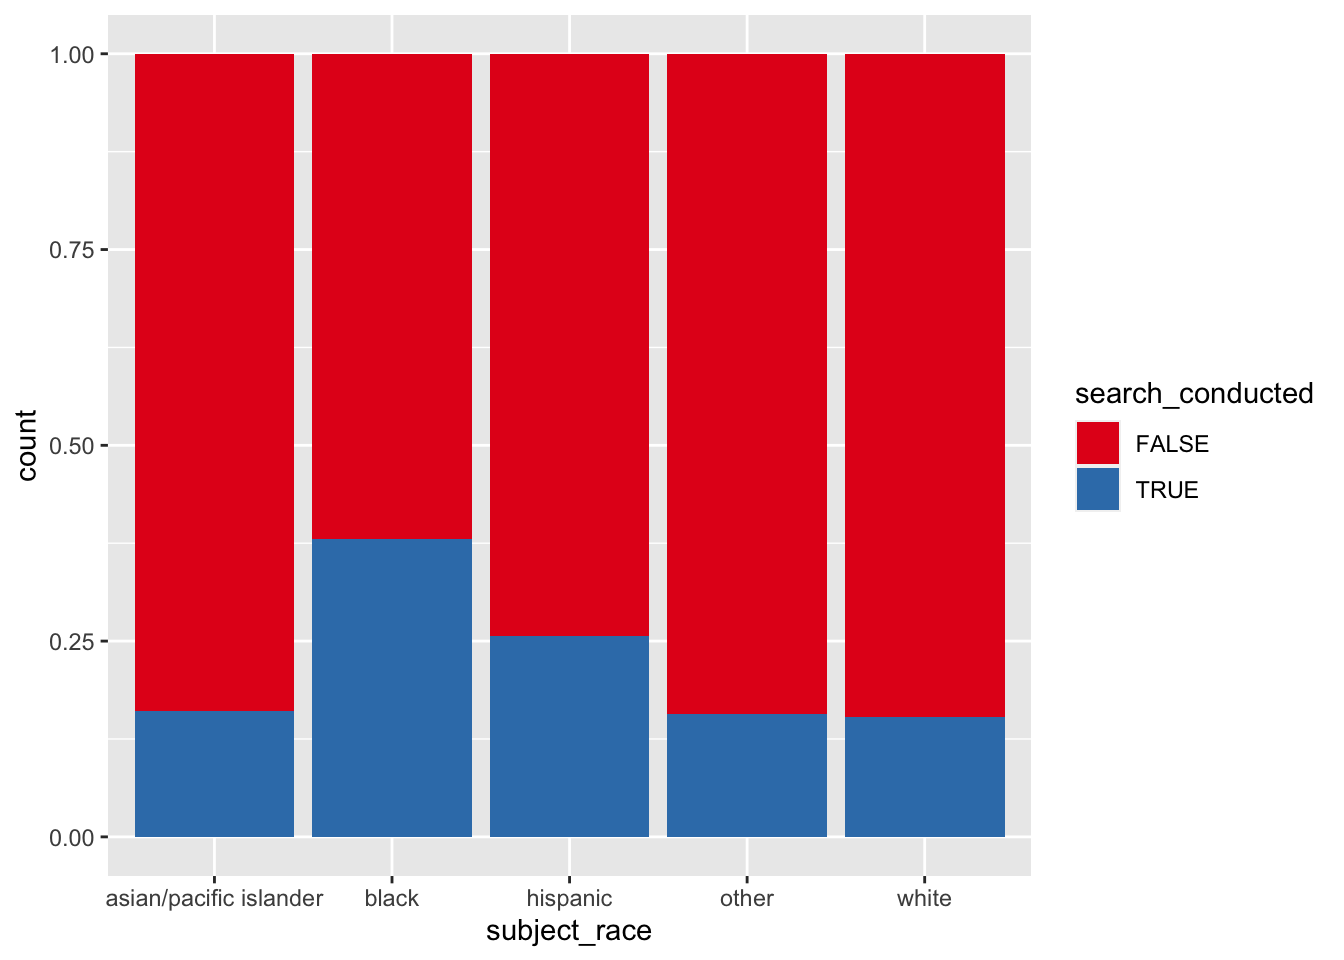 1.00
0.75
0.50
0.25
0.00
count
asian/pacific islander
black
hispanic
other
white
subject_race
search_conducted
FALSE
TRUE